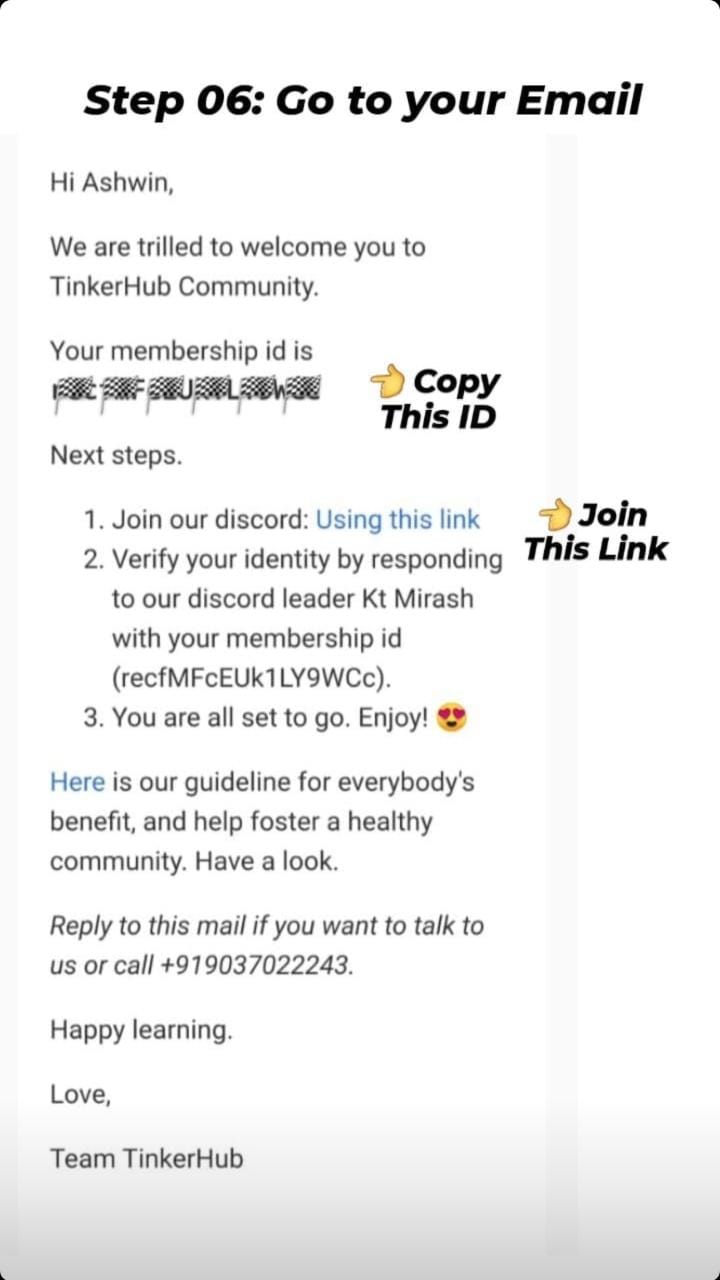 Step 06: Go to your Email
Hi Ashwin,
We are trilled to welcome you to
TinkerHub Community.
Your membership id is
👈 Copy
This ID
Next steps.
1. Join our discord: Using this link
👈 Join
This Link
2. Verify your identity by responding
to our discord leader Kt Mirash
with your membership id
(recfMFcEUk1LY9WCc).
3. You are all set to go. Enjoy! 😍
Here is our guideline for everybody's
benefit, and help foster a healthy
community. Have a look.
Reply to this mail if you want to talk to
us or call +919037022243.
Happy learning.
Love,
Team TinkerHub